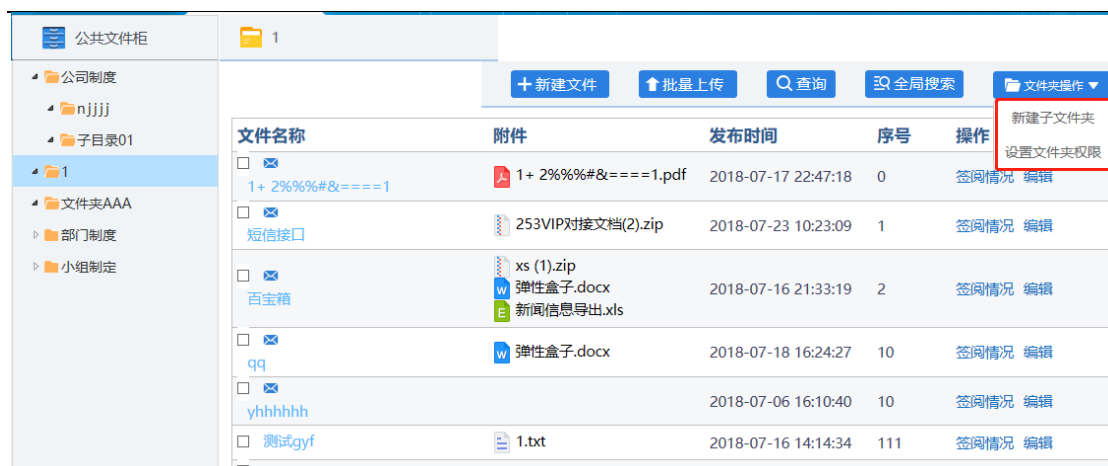 公共文件柜
1
公司制度
njjjj
子目录01
1
文件夹AAA
部门制度
小组制定
新建文件 批量上传 查询 全局搜索 文件夹操作
新建子文件夹
设置文件夹权限
文件名称 附件 发布时间 序号 操作
1+ 2%%%#&====1 1+ 2%%%#&====1.pdf 2018-07-17 22:47:18 0 签阅情况 编辑
短信接口 253VIP对接文档(2).zip 2018-07-23 10:23:09 1 签阅情况 编辑
xs (1).zip
百宝箱 弹性盒子.docx 2018-07-16 21:33:19 2 签阅情况 编辑
新闻信息导出.xls
qq 弹性盒子.docx 2018-07-18 16:24:27 10 签阅情况 编辑
yhhhhhh 2018-07-06 16:10:40 10 签阅情况 编辑
测试gyf 1.txt 2018-07-16 14:14:34 111 签阅情况 编辑